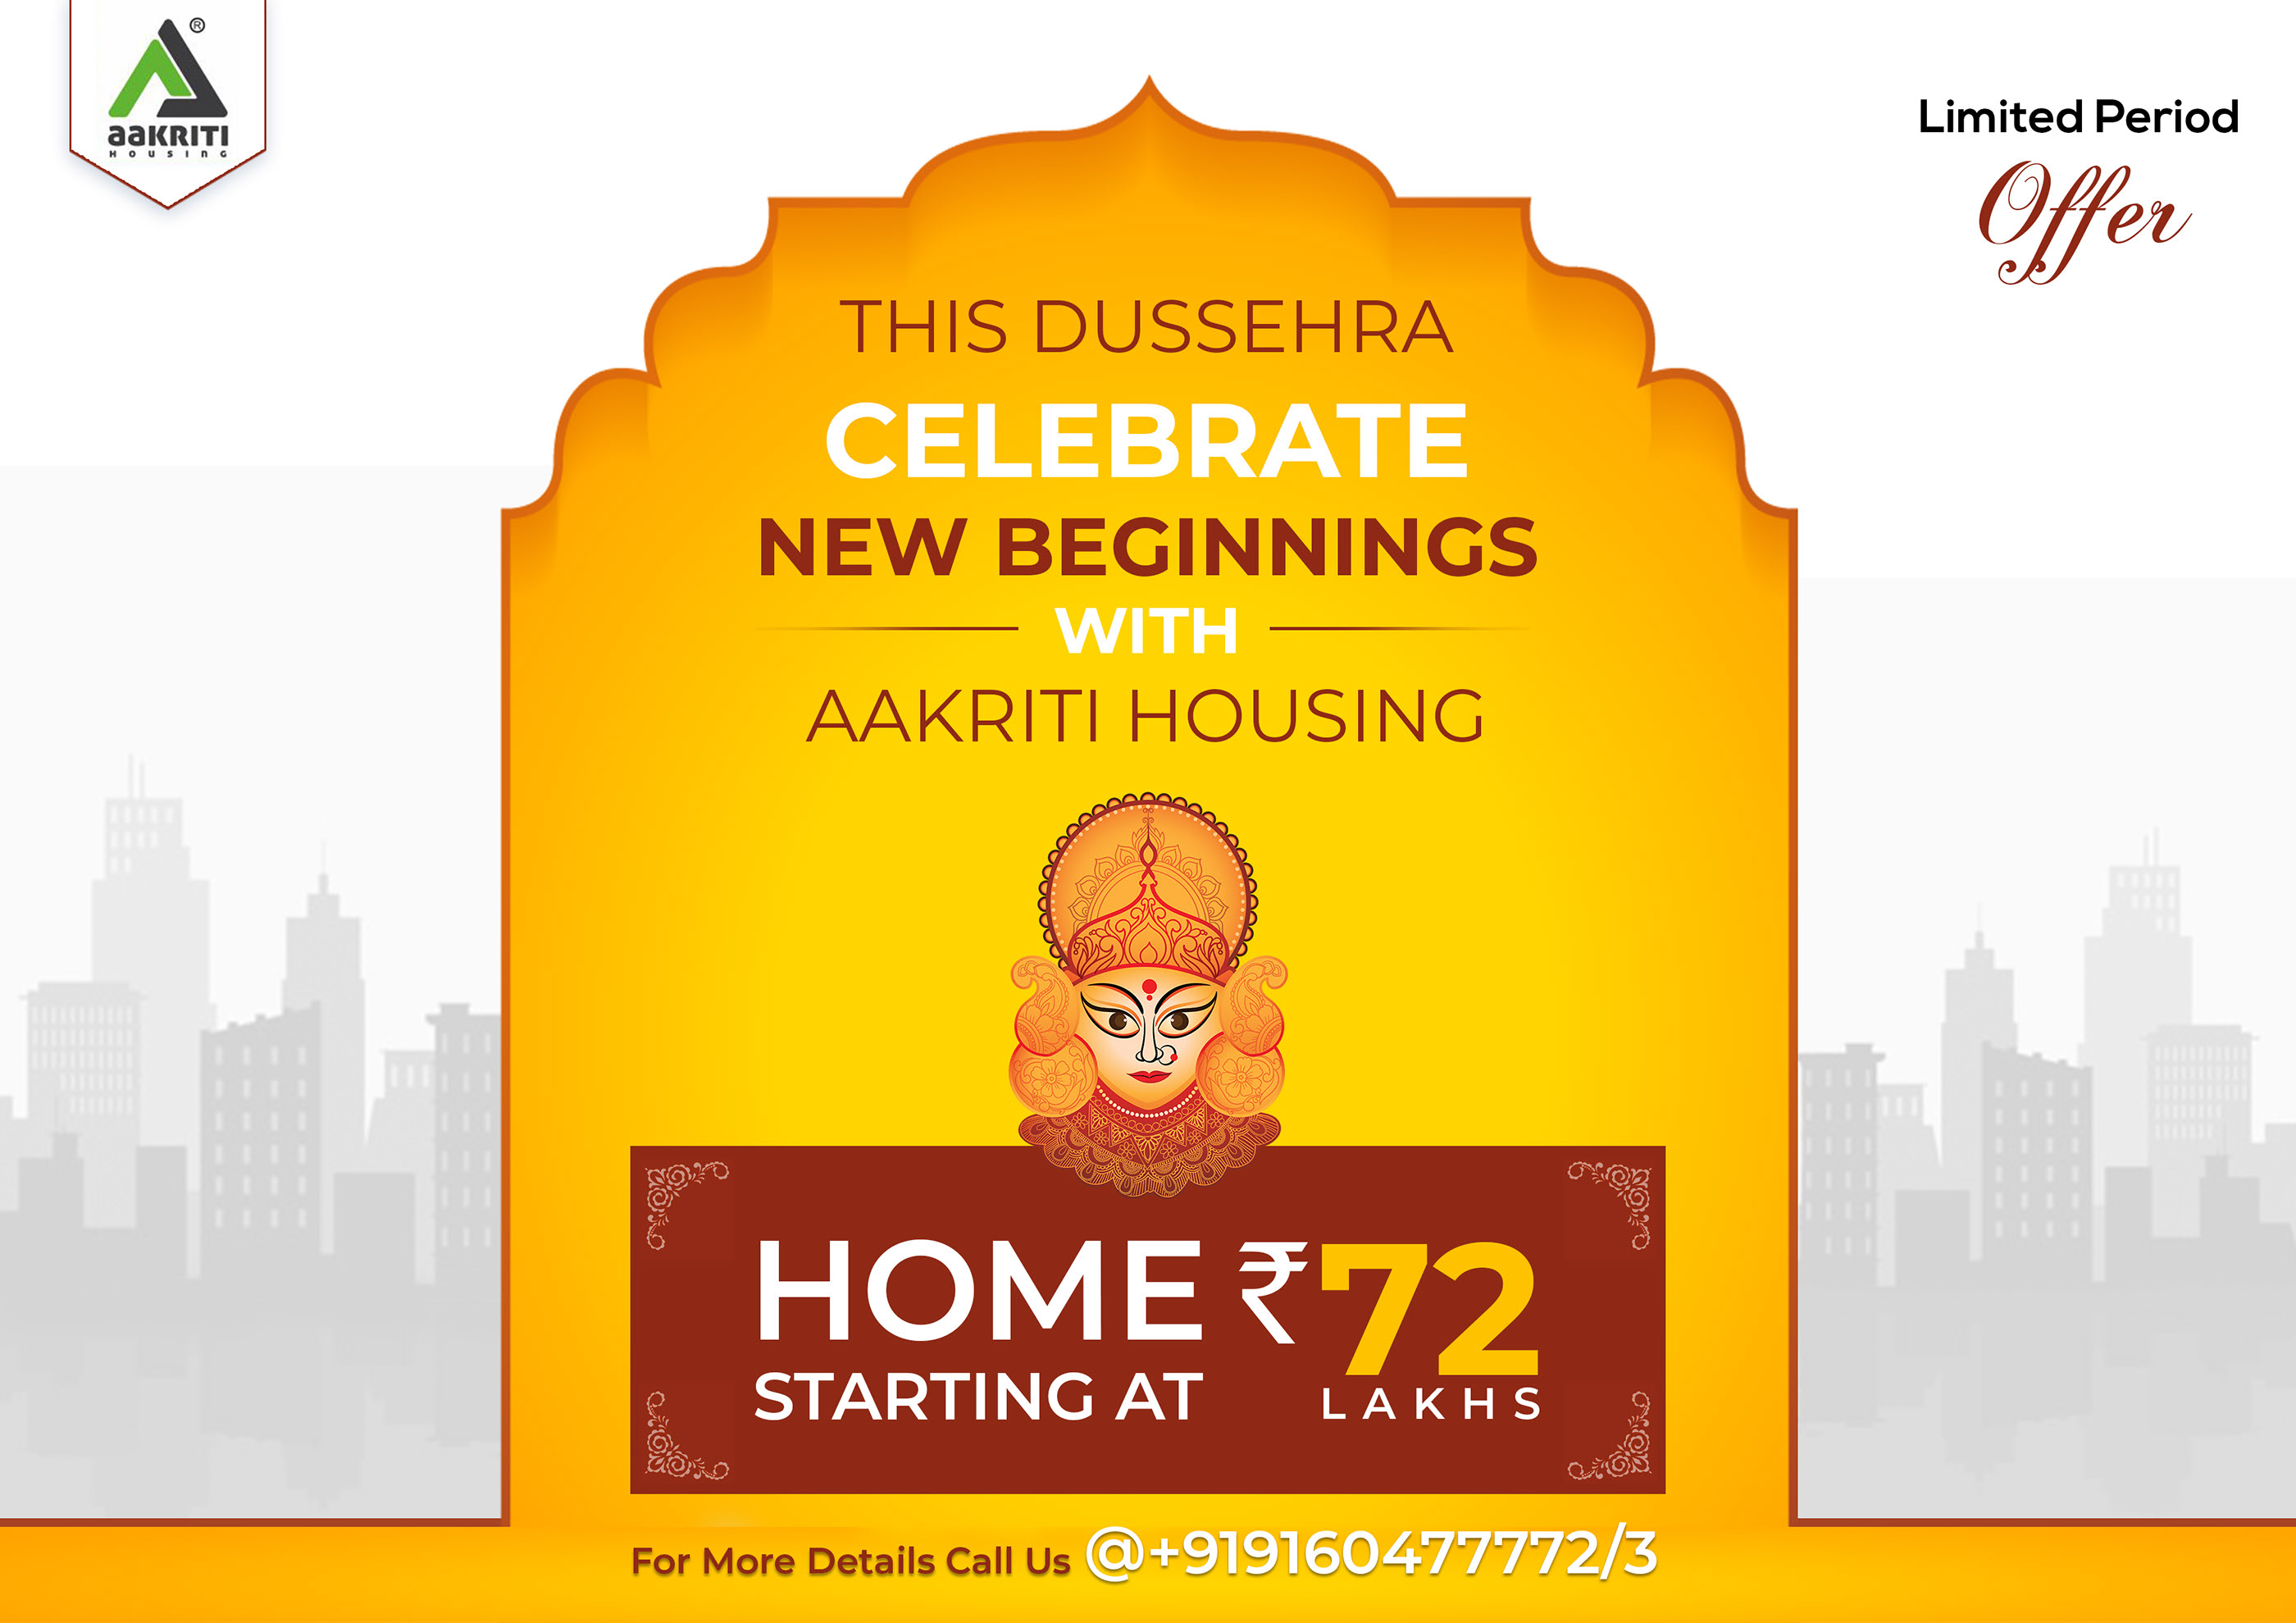 aaKRITI
HOUSING
®
Limited Period
Offer
THIS DUSSEHRA
CELEBRATE
NEW BEGINNINGS
WITH
AAKRITI HOUSING
HOME ₹72
STARTING AT LAKHS
For More Details Call Us @+919160477772/3